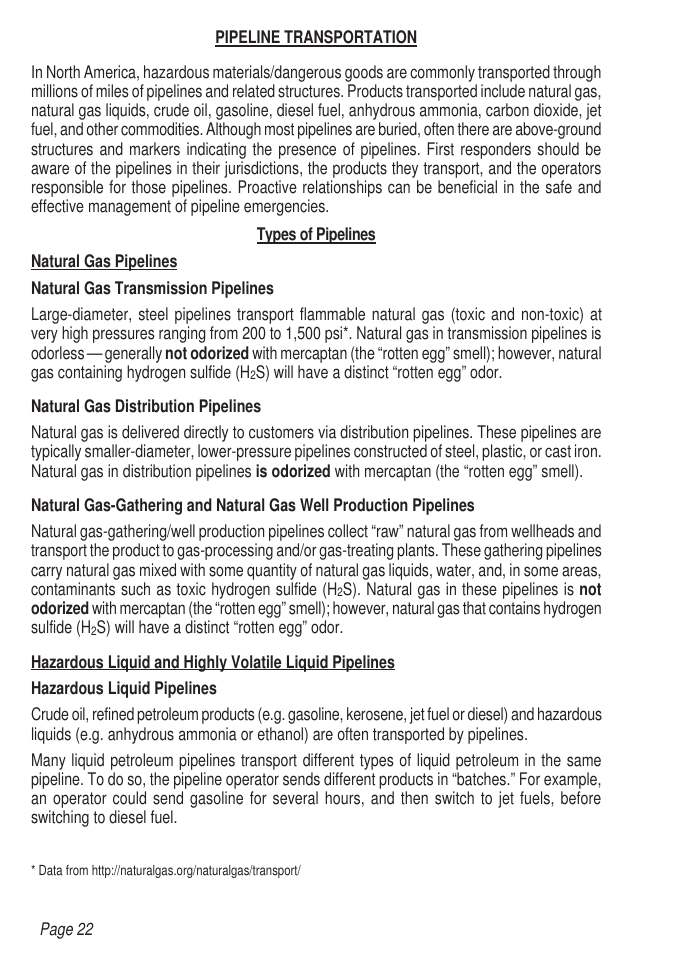 PIPELINE TRANSPORTATION
In North America, hazardous materials/dangerous goods are commonly transported through
millions of miles of pipelines and related structures. Products transported include natural gas,
natural gas liquids, crude oil, gasoline, diesel fuel, anhydrous ammonia, carbon dioxide, jet
fuel, and other commodities. Although most pipelines are buried, often there are above-ground
structures and markers indicating the presence of pipelines. First responders should be
aware of the pipelines in their jurisdictions, the products they transport, and the operators
responsible for those pipelines. Proactive relationships can be beneficial in the safe and
effective management of pipeline emergencies.
Types of Pipelines
Natural Gas Pipelines
Natural Gas Transmission Pipelines
Large-diameter, steel pipelines transport flammable natural gas (toxic and non-toxic) at
very high pressures ranging from 200 to 1,500 psi*. Natural gas in transmission pipelines is
odorless — generally not odorized with mercaptan (the “rotten egg” smell); however, natural
gas containing hydrogen sulfide (H₂S) will have a distinct “rotten egg” odor.
Natural Gas Distribution Pipelines
Natural gas is delivered directly to customers via distribution pipelines. These pipelines are
typically smaller-diameter, lower-pressure pipelines constructed of steel, plastic, or cast iron.
Natural gas in distribution pipelines is odorized with mercaptan (the “rotten egg” smell).
Natural Gas-Gathering and Natural Gas Well Production Pipelines
Natural gas-gathering/well production pipelines collect “raw” natural gas from wellheads and
transport the product to gas-processing and/or gas-treating plants. These gathering pipelines
carry natural gas mixed with some quantity of natural gas liquids, water, and, in some areas,
contaminants such as toxic hydrogen sulfide (H₂S). Natural gas in these pipelines is not
odorized with mercaptan (the “rotten egg” smell); however, natural gas that contains hydrogen
sulfide (H₂S) will have a distinct “rotten egg” odor.
Hazardous Liquid and Highly Volatile Liquid Pipelines
Hazardous Liquid Pipelines
Crude oil, refined petroleum products (e.g. gasoline, kerosene, jet fuel or diesel) and hazardous
liquids (e.g. anhydrous ammonia or ethanol) are often transported by pipelines.
Many liquid petroleum pipelines transport different types of liquid petroleum in the same
pipeline. To do so, the pipeline operator sends different products in “batches.” For example,
an operator could send gasoline for several hours, and then switch to jet fuels, before
switching to diesel fuel.
* Data from http://naturalgas.org/naturalgas/transport/
Page 22